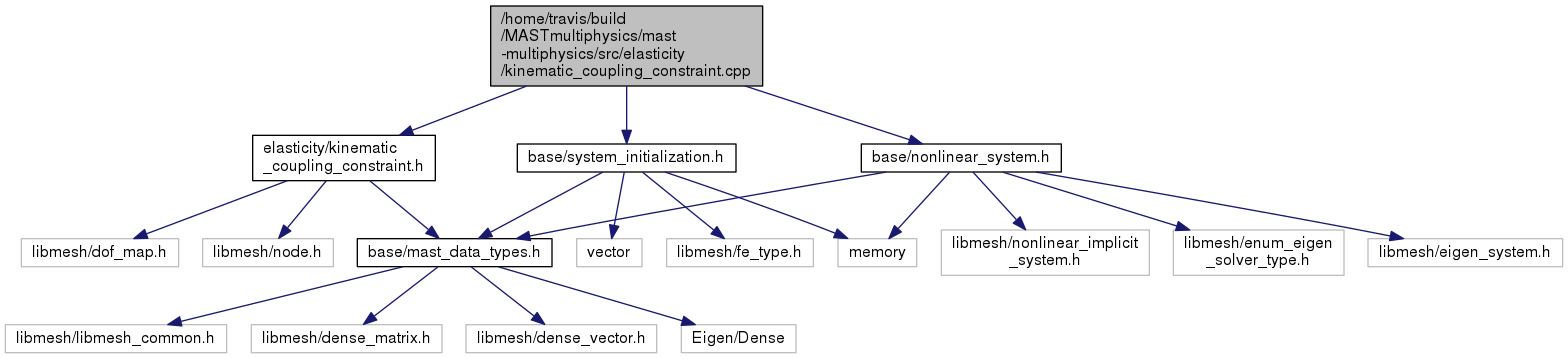 /home/travis/build
/MASTmultiphysics/mast
-multiphysics/src/elasticity
/kinematic_coupling_constraint.cpp
elasticity/kinematic
_coupling_constraint.h
base/system_initialization.h
base/nonlinear_system.h
libmesh/dof_map.h
libmesh/node.h
base/mast_data_types.h
vector
libmesh/fe_type.h
memory
libmesh/nonlinear_implicit
_system.h
libmesh/enum_eigen
_solver_type.h
libmesh/eigen_system.h
libmesh/libmesh_common.h
libmesh/dense_matrix.h
libmesh/dense_vector.h
Eigen/Dense